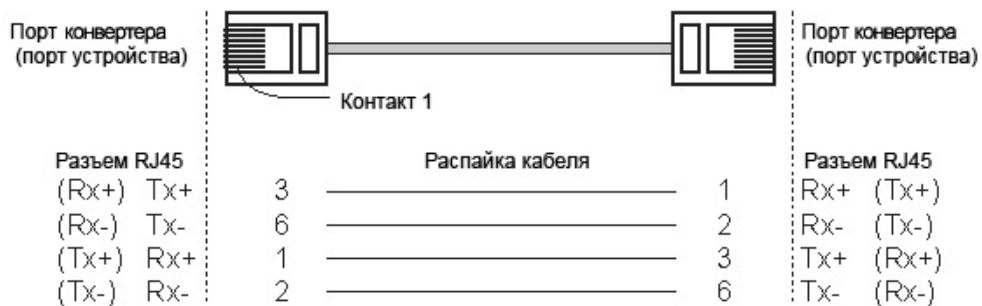 Порт конвертера
(порт устройства)
Порт конвертера
(порт устройства)
Контакт 1
Разъем RJ45 Распайка кабеля Разъем RJ45
(Rx+) Tx+ 3 1 Rx+ (Tx+)
(Rx-) Tx- 6 2 Rx- (Tx-)
(Tx+) Rx+ 1 3 Tx+ (Rx+)
(Tx-) Rx- 2 6 Tx- (Rx-)